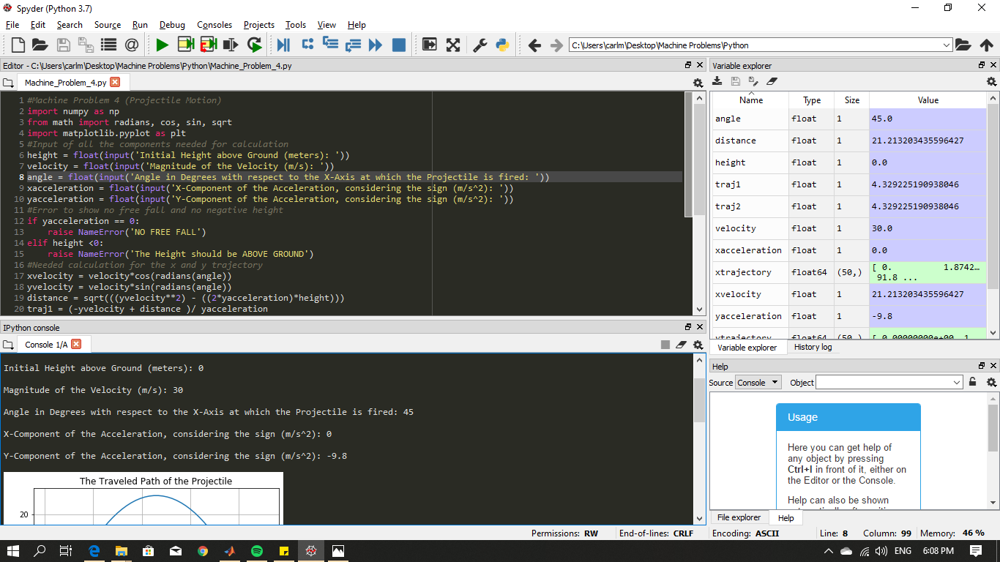 Spyder (Python 3.7)
File Edit Search Source Run Debug Consoles Projects Tools View Help
C:\Users\carlm\Desktop\Machine Problems\Python
Editor - C:\Users\carlm\Desktop\Machine Problems\Python\Machine_Problem_4.py
Machine_Problem_4.py
1 #Machine Problem 4 (Projectile Motion)
2 import numpy as np
3 from math import radians, cos, sin, sqrt
4 import matplotlib.pyplot as plt
5 #Input of all the components needed for calculation
6 height = float(input('Initial Height above Ground (meters): '))
7 velocity = float(input('Magnitude of the Velocity (m/s): '))
8 angle = float(input('Angle in Degrees with respect to the X-Axis at which the Projectile is fired: '))
9 xacceleration = float(input('X-Component of the Acceleration, considering the sign (m/s^2): '))
10 yacceleration = float(input('Y-Component of the Acceleration, considering the sign (m/s^2): '))
11 #Error to show no free fall and no negative height
12 if yacceleration == 0:
13     raise NameError('NO FREE FALL')
14 elif height <0:
15     raise NameError('The Height should be ABOVE GROUND')
16 #Needed calculation for the x and y trajectory
17 xvelocity = velocity*cos(radians(angle))
18 yvelocity = velocity*sin(radians(angle))
19 distance = sqrt(((yvelocity**2) - ((2*yacceleration)*height)))
20 traj1 = (-yvelocity + distance )/ yacceleration
IPython console
Console 1/A
Initial Height above Ground (meters): 0
Magnitude of the Velocity (m/s): 30
Angle in Degrees with respect to the X-Axis at which the Projectile is fired: 45
X-Component of the Acceleration, considering the sign (m/s^2): 0
Y-Component of the Acceleration, considering the sign (m/s^2): -9.8
The Traveled Path of the Projectile
20
Variable explorer
Name Type Size Value
angle float 1 45.0
distance float 1 21.213203435596427
height float 1 0.0
traj1 float 1 4.329225190938046
traj2 float 1 4.329225190938046
velocity float 1 30.0
xacceleration float 1 0.0
xtrajectory float64 (50,) [ 0. 1.8742…
91.8 ...
xvelocity float 1 21.213203435596427
yacceleration float 1 -9.8
ytrajectory float64 (50,) [ 0.00000000e+00 1
Variable explorer History log
Help
Source Console Object
Usage
Here you can get help of
any object by pressing
Ctrl+I in front of it, either on
the Editor or the Console.
Help can also be shown
File explorer Help
Permissions: RW End-of-lines: CRLF Encoding: ASCII Line: 8 Column: 99 Memory: 46 %
ENG 6:08 PM